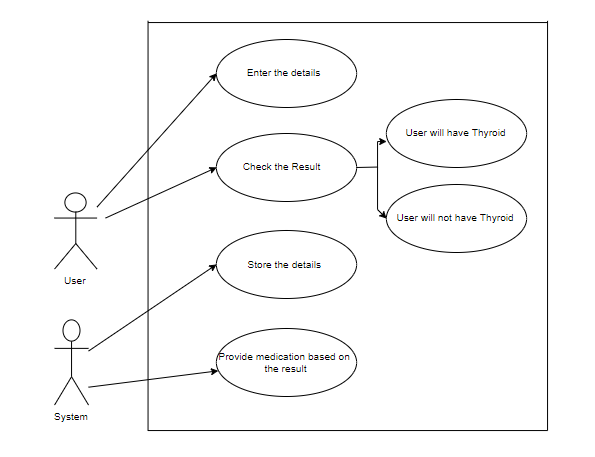 Enter the details
User will have Thyroid
Check the Result
User will not have Thyroid
Store the details
User
Provide medication based on
the result
System